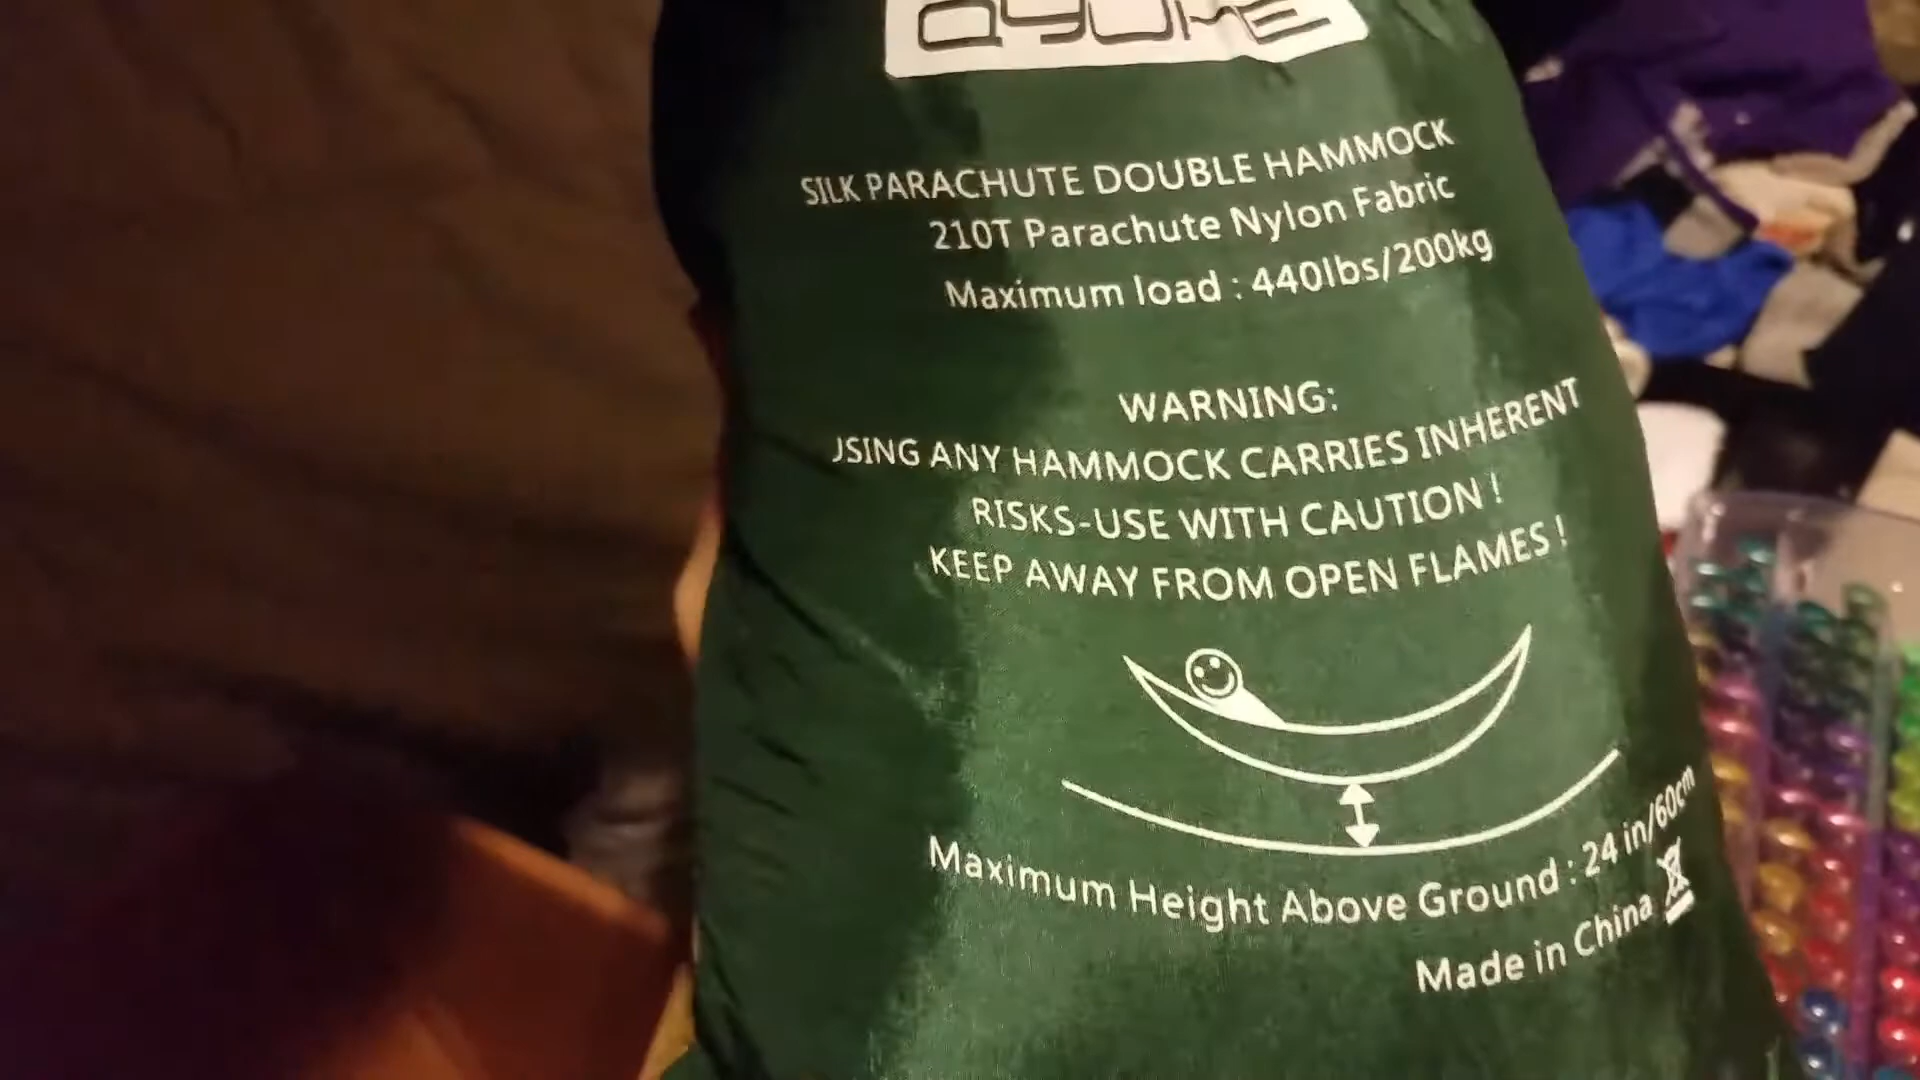 SILK PARACHUTE DOUBLE HAMMOCK
210T Parachute Nylon Fabric
Maximum load : 440lbs/200kg
WARNING:
USING ANY HAMMOCK CARRIES INHERENT
RISKS-USE WITH CAUTION !
KEEP AWAY FROM OPEN FLAMES !
Maximum Height Above Ground : 24 in/60cm
Made in China